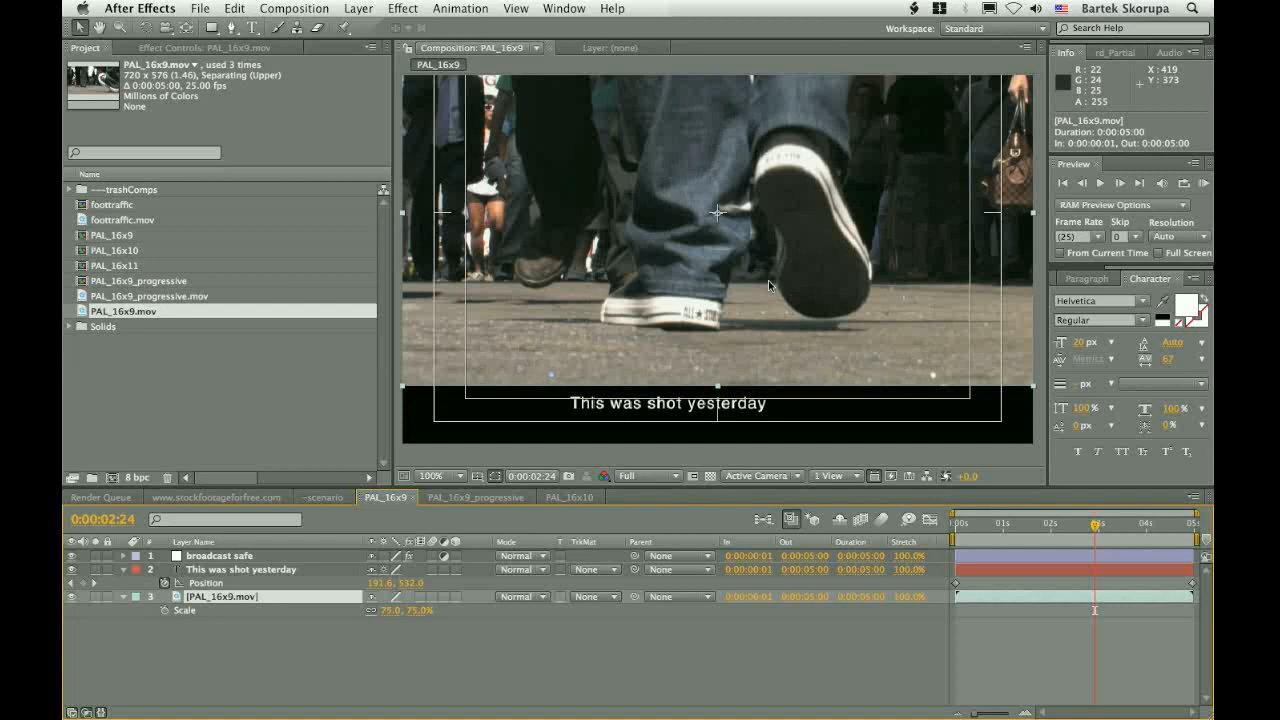 After Effects File Edit Composition Layer Effect Animation View Window Help Bartek Skorupa
Workspace: Standard Search Help
Project Effect Controls: PAL_16x9.mov Composition: PAL_16x9 Layer: (none) Info rd_Partial Audio
PAL_16x9.mov , used 3 times
720 x 576 (1.46), Separating (Upper)
Δ 0:00:05:00, 25.00 fps
Millions of Colors
None
PAL_16x9
R : 22
G : 24
B : 25
A : 255
X : 419
Y : 373
[PAL_16x9.mov]
Duration: 0:00:05:00
In: 0:00:00:01, Out: 0:00:05:00
Name
---trashComps
foottraffic
foottraffic.mov
PAL_16x9
PAL_16x10
PAL_16x11
PAL_16x9_progressive
PAL_16x9_progressive.mov
PAL_16x9.mov
Solids
Preview
RAM Preview Options
Frame Rate Skip Resolution
(25) 0 Auto
From Current Time Full Screen
Paragraph Character
Helvetica
Regular
20 px Auto
Metrics 67
- px
100 % 100 %
0 px 0 %
T T TT Tr T' T,
ALL★STAR
This was shot yesterday
8 bpc
100% 0:00:02:24 Full Active Camera 1 View +0.0
Render Queue www.stockfootageforfree.com ~scenario PAL_16x9 PAL_16x9_progressive PAL_16x10
0:00:02:24
:00s 01s 02s 3s 04s 05s
# Layer Name Mode T TrkMat Parent In Out Duration Stretch
1 broadcast safe Normal None 0:00:00:01 0:00:05:00 0:00:05:00 100.0%
2 T This was shot yesterday Normal None None 0:00:00:01 0:00:05:00 0:00:05:00 100.0%
Position 191.6, 532.0
3 [PAL_16x9.mov] Normal None None 0:00:00:01 0:00:05:00 0:00:05:00 100.0%
Scale 75.0, 75.0%